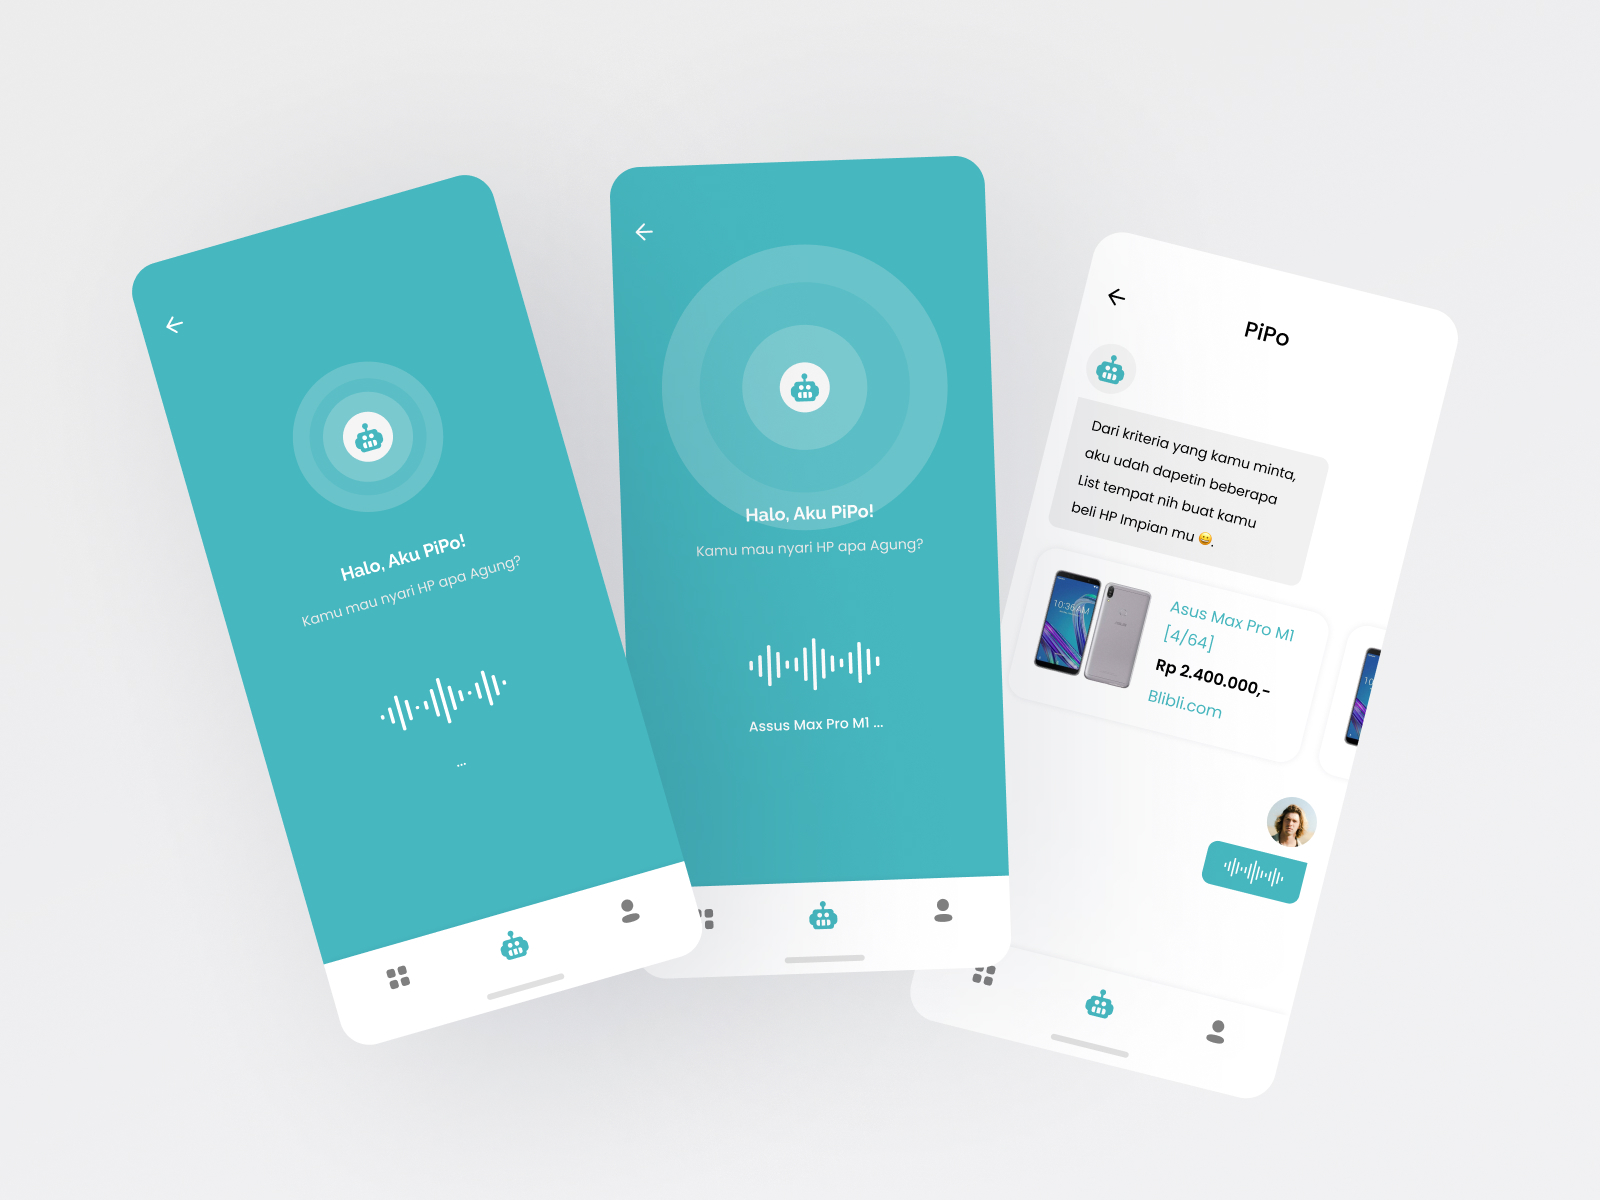 Halo, Aku PiPo!
Kamu mau nyari HP apa Agung?
...
Halo, Aku PiPo!
Kamu mau nyari HP apa Agung?
Assus Max Pro M1 ...
PiPo
Dari kriteria yang kamu minta,
aku udah dapetin beberapa
List tempat nih buat kamu
beli HP Impian mu 😀.
10:36 AM
Asus Max Pro M1
[4/64]
Rp 2.400.000,-
Blibli.com